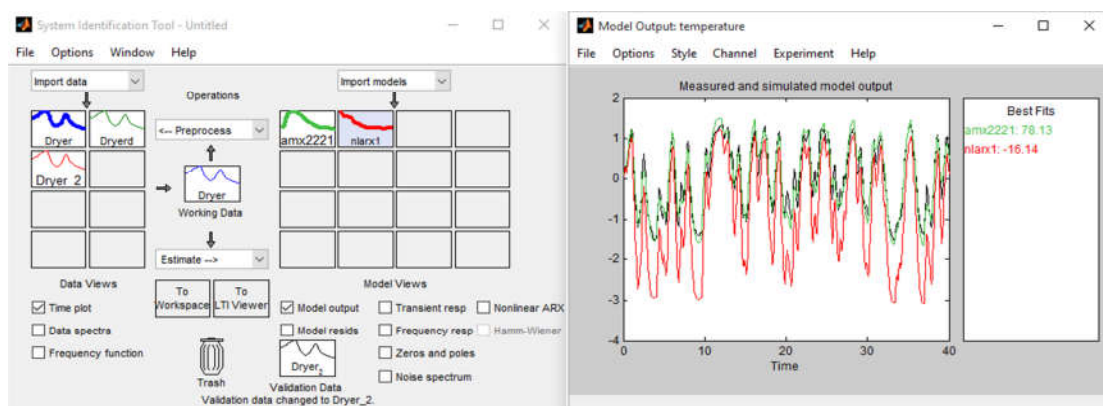 System Identification Tool - Untitled
File Options Window Help
Import data
Import models
Operations
<-- Preprocess
Dryer Dryerd
amx2221 nlarx1
Dryer_2
Dryer
Working Data
Estimate -->
Data Views
To Workspace
To LTI Viewer
Model Views
Time plot
Data spectra
Frequency function
Model output
Transient resp
Nonlinear ARX
Model resids
Frequency resp
Hamm-Wiener
Zeros and poles
Noise spectrum
Dryer_2
Trash
Validation Data
Validation data changed to Dryer_2.
Model Output: temperature
File Options Style Channel Experiment Help
Measured and simulated model output
2
1
0
-1
-2
-3
-4
0 10 20 30 40
Time
Best Fits
amx2221: 78.13
nlarx1: -16.14